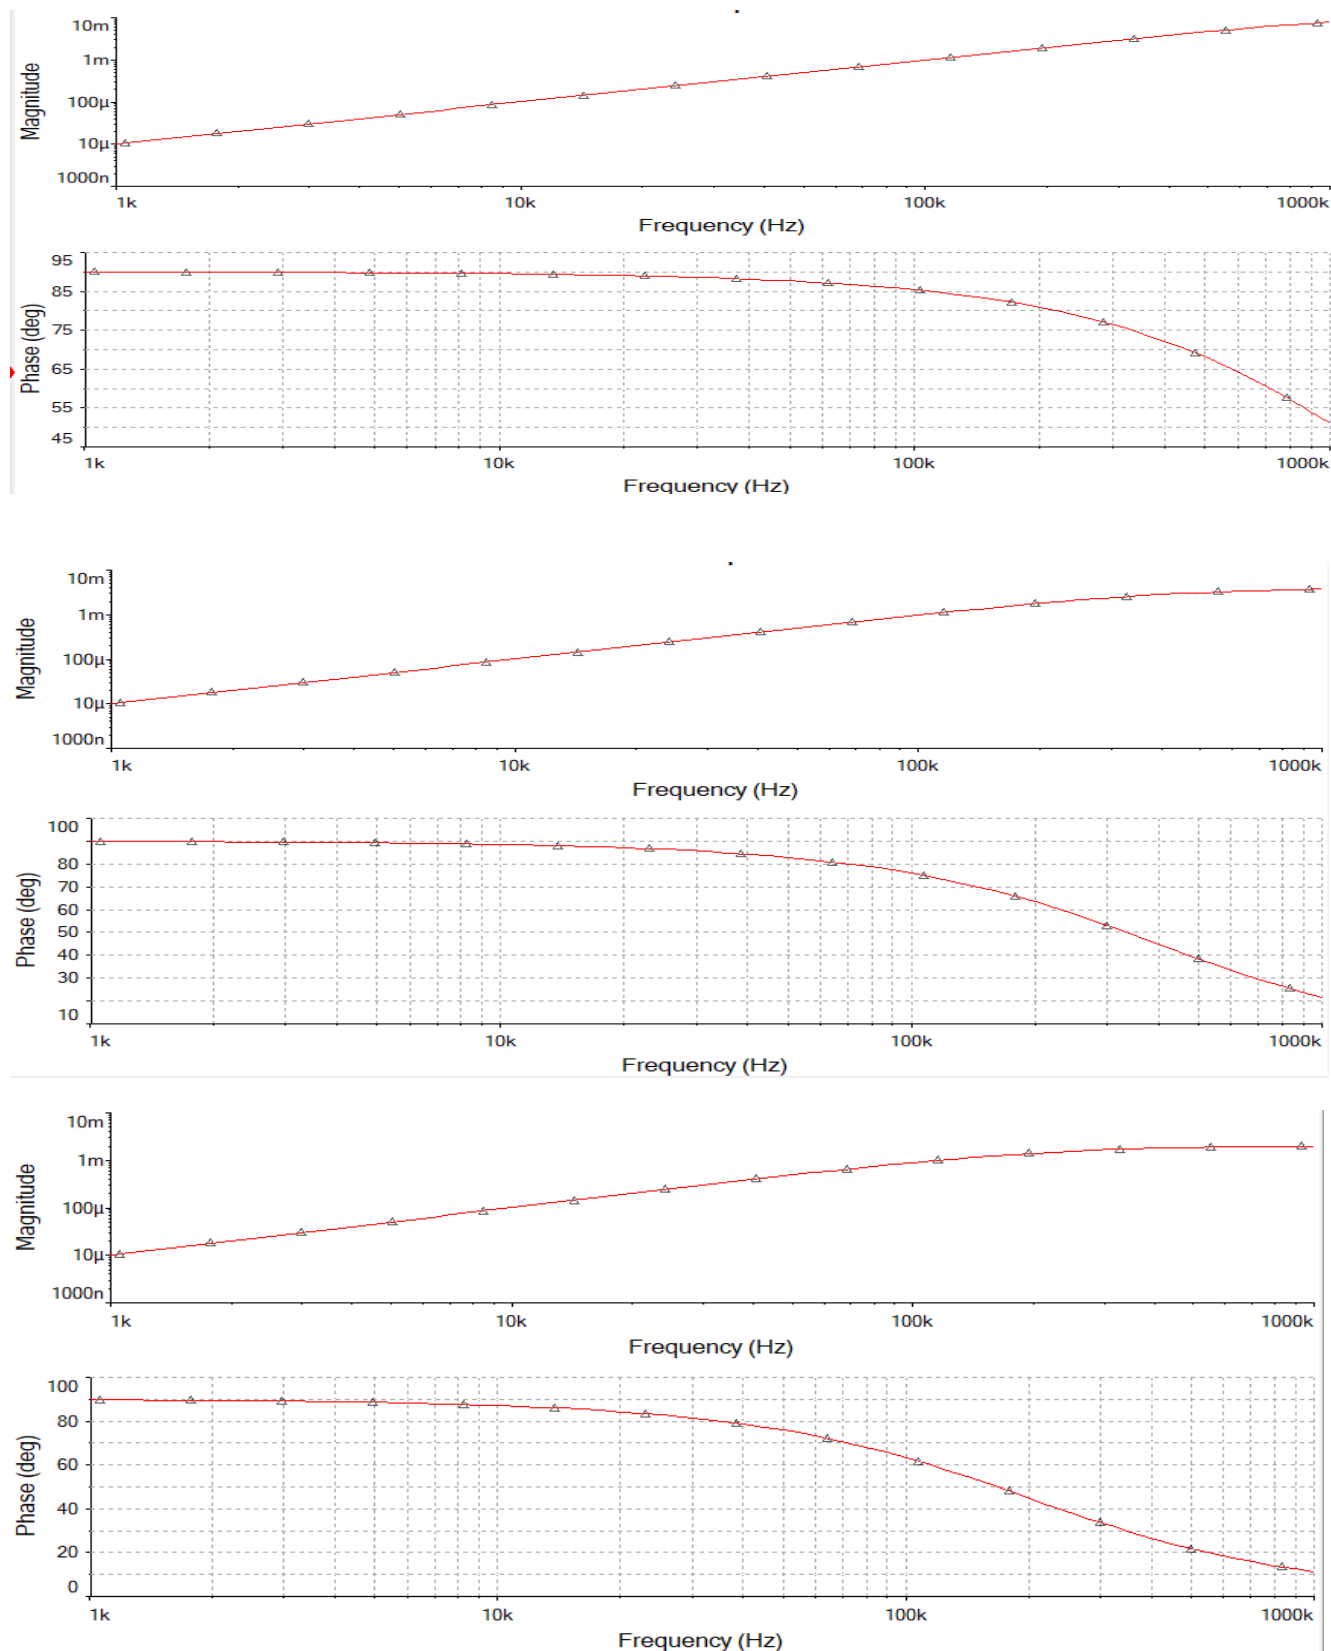 10m
1m
100µ
10µ
1000n
Magnitude
1k 10k 100k 1000k
Frequency (Hz)
95
85
75
65
55
45
Phase (deg)
1k 10k 100k 1000k
Frequency (Hz)
10m
1m
100µ
10µ
1000n
Magnitude
1k 10k 100k 1000k
Frequency (Hz)
100
80
70
60
50
40
30
10
Phase (deg)
1k 10k 100k 1000k
Frequency (Hz)
10m
1m
100µ
10µ
1000n
Magnitude
1k 10k 100k 1000k
Frequency (Hz)
100
80
60
40
20
0
Phase (deg)
1k 10k 100k 1000k
Frequency (Hz)